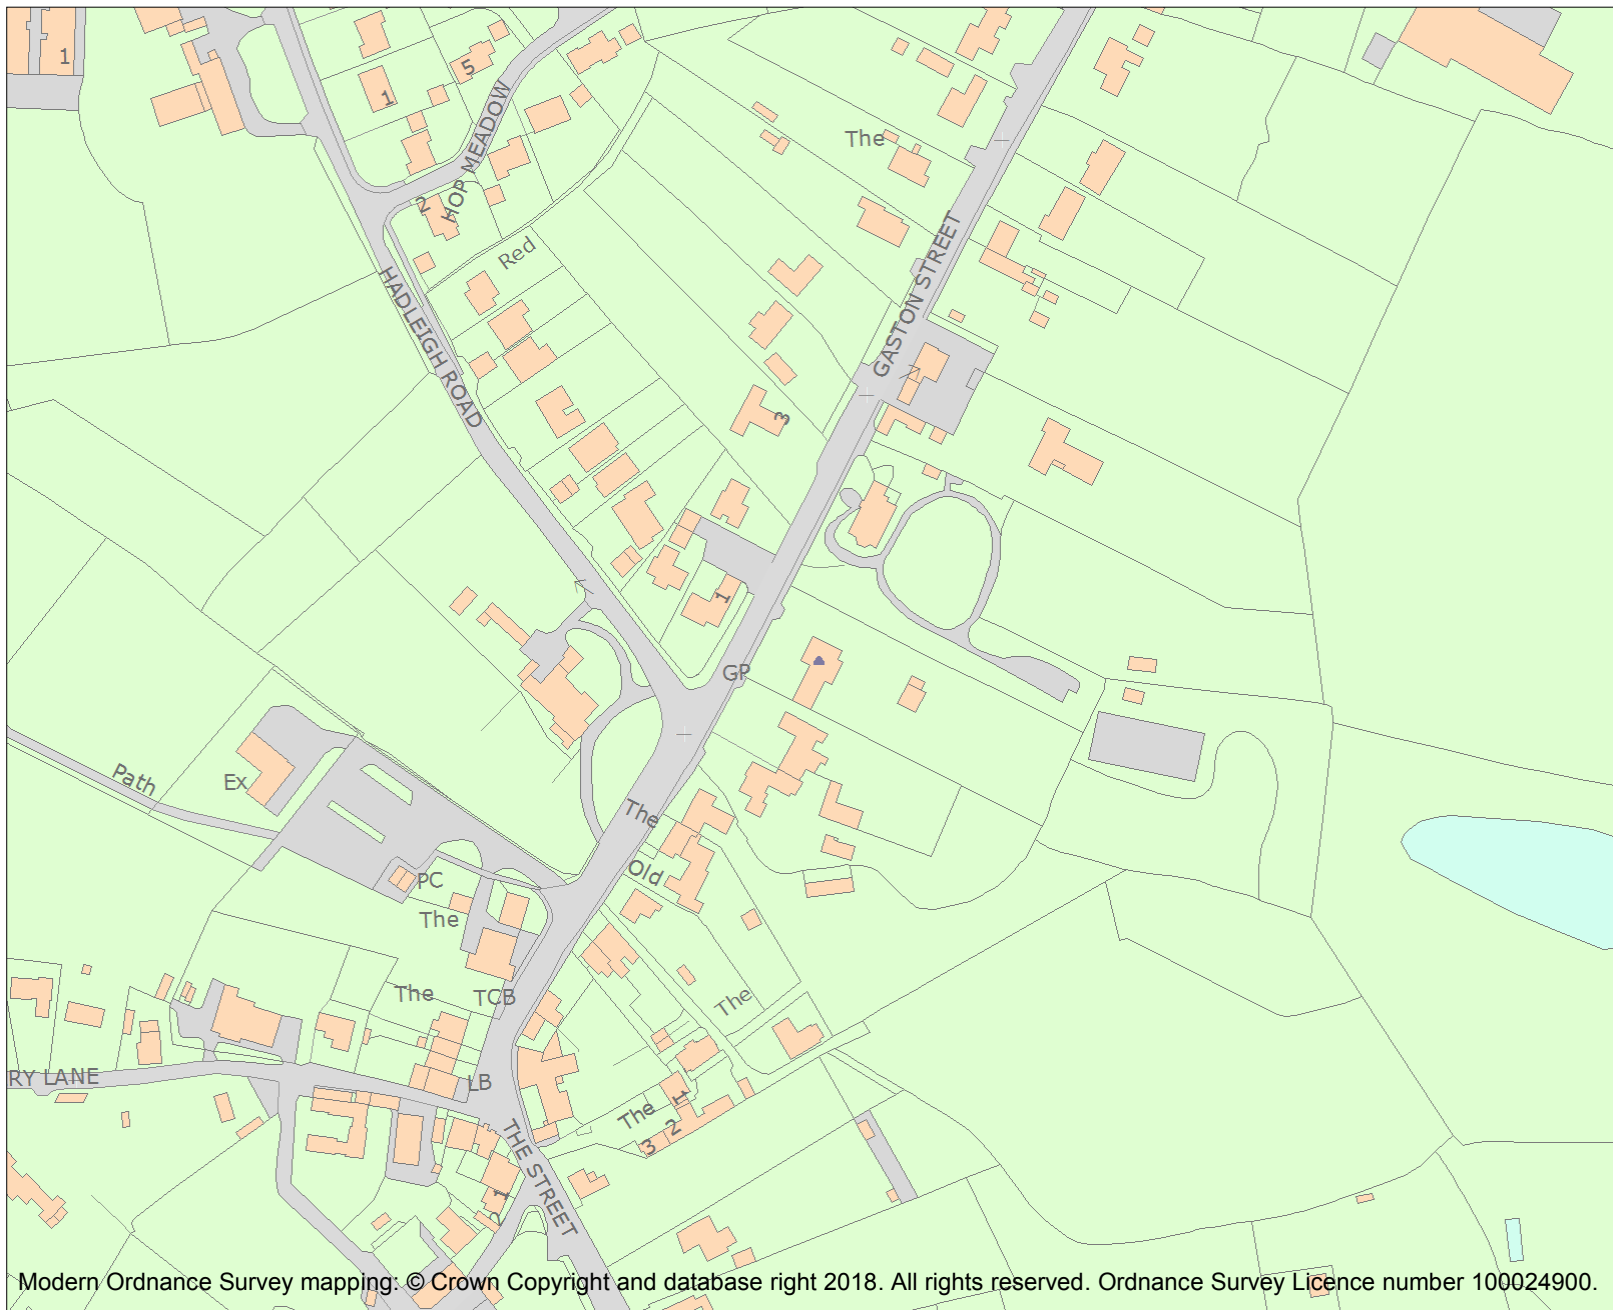 1
5
1
HOP MEADOW
2
The
Red
GASTON STREET
HADLEIGH ROAD
3
1
GP
Path
Ex
The
Old
PC
The
The
TCB
The
RY LANE
LB
The
1
2
3
THE STREET
1
2
Modern Ordnance Survey mapping: © Crown Copyright and database right 2018. All rights reserved. Ordnance Survey Licence number 100024900.